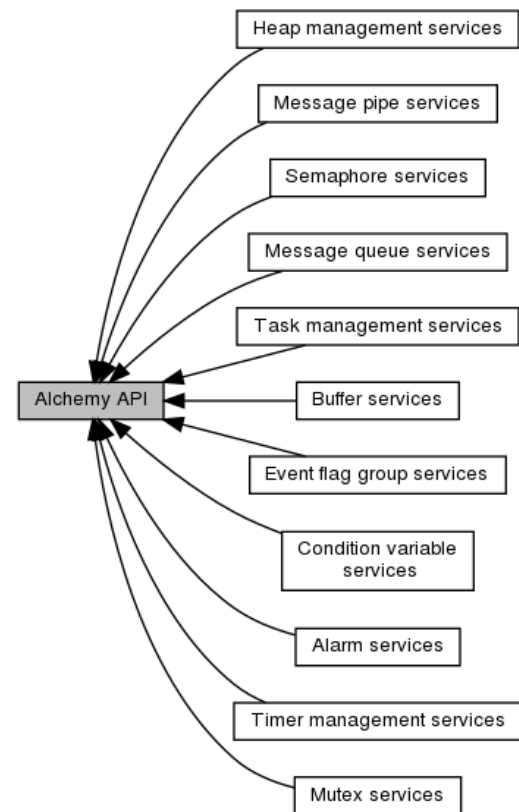 Heap management services
Message pipe services
Semaphore services
Message queue services
Task management services
Alchemy API
Buffer services
Event flag group services
Condition variable
services
Alarm services
Timer management services
Mutex services